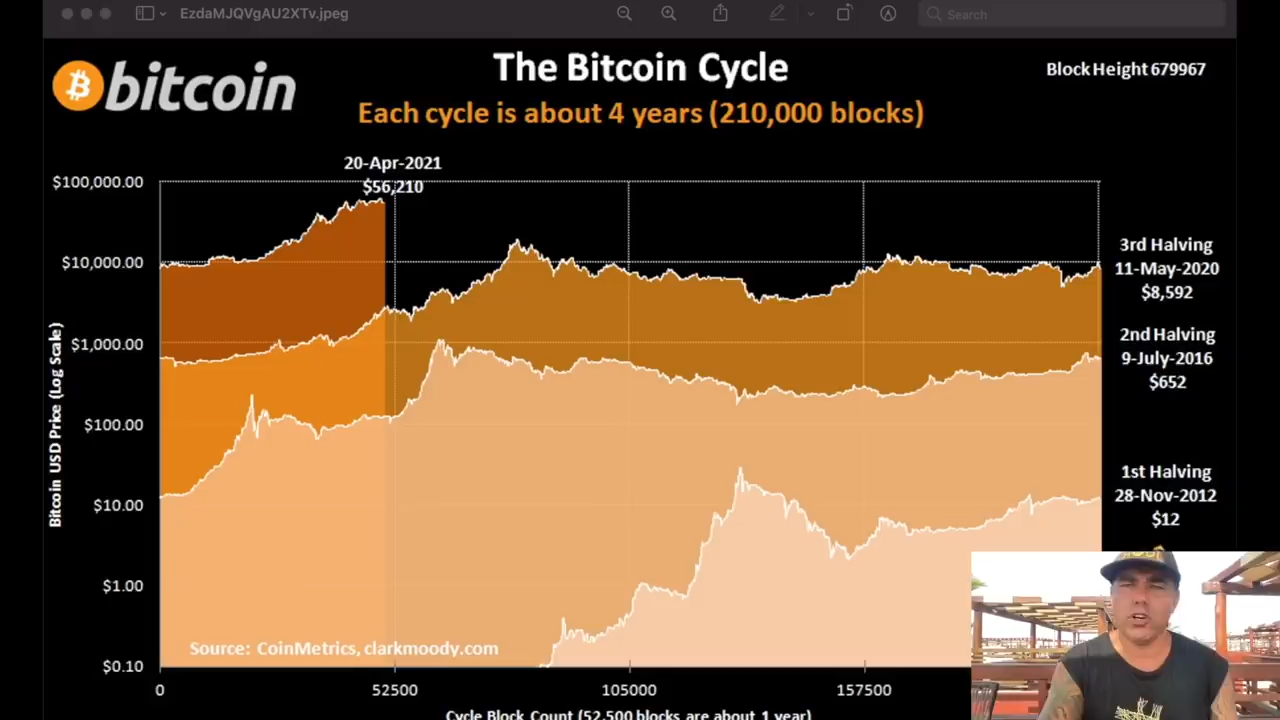 EzdaMJQVgAU2XTv.jpeg
Search
bitcoin
The Bitcoin Cycle
Each cycle is about 4 years (210,000 blocks)
Block Height 679967
20-Apr-2021
$56,210
$100,000.00
$10,000.00
$1,000.00
$100.00
$10.00
$1.00
$0.10
Bitcoin USD Price (Log Scale)
3rd Halving
11-May-2020
$8,592
2nd Halving
9-July-2016
$652
1st Halving
28-Nov-2012
$12
Source: CoinMetrics, clarkmoody.com
0
52500
105000
157500
Cycle Block Count (52,500 blocks are about 1 year)